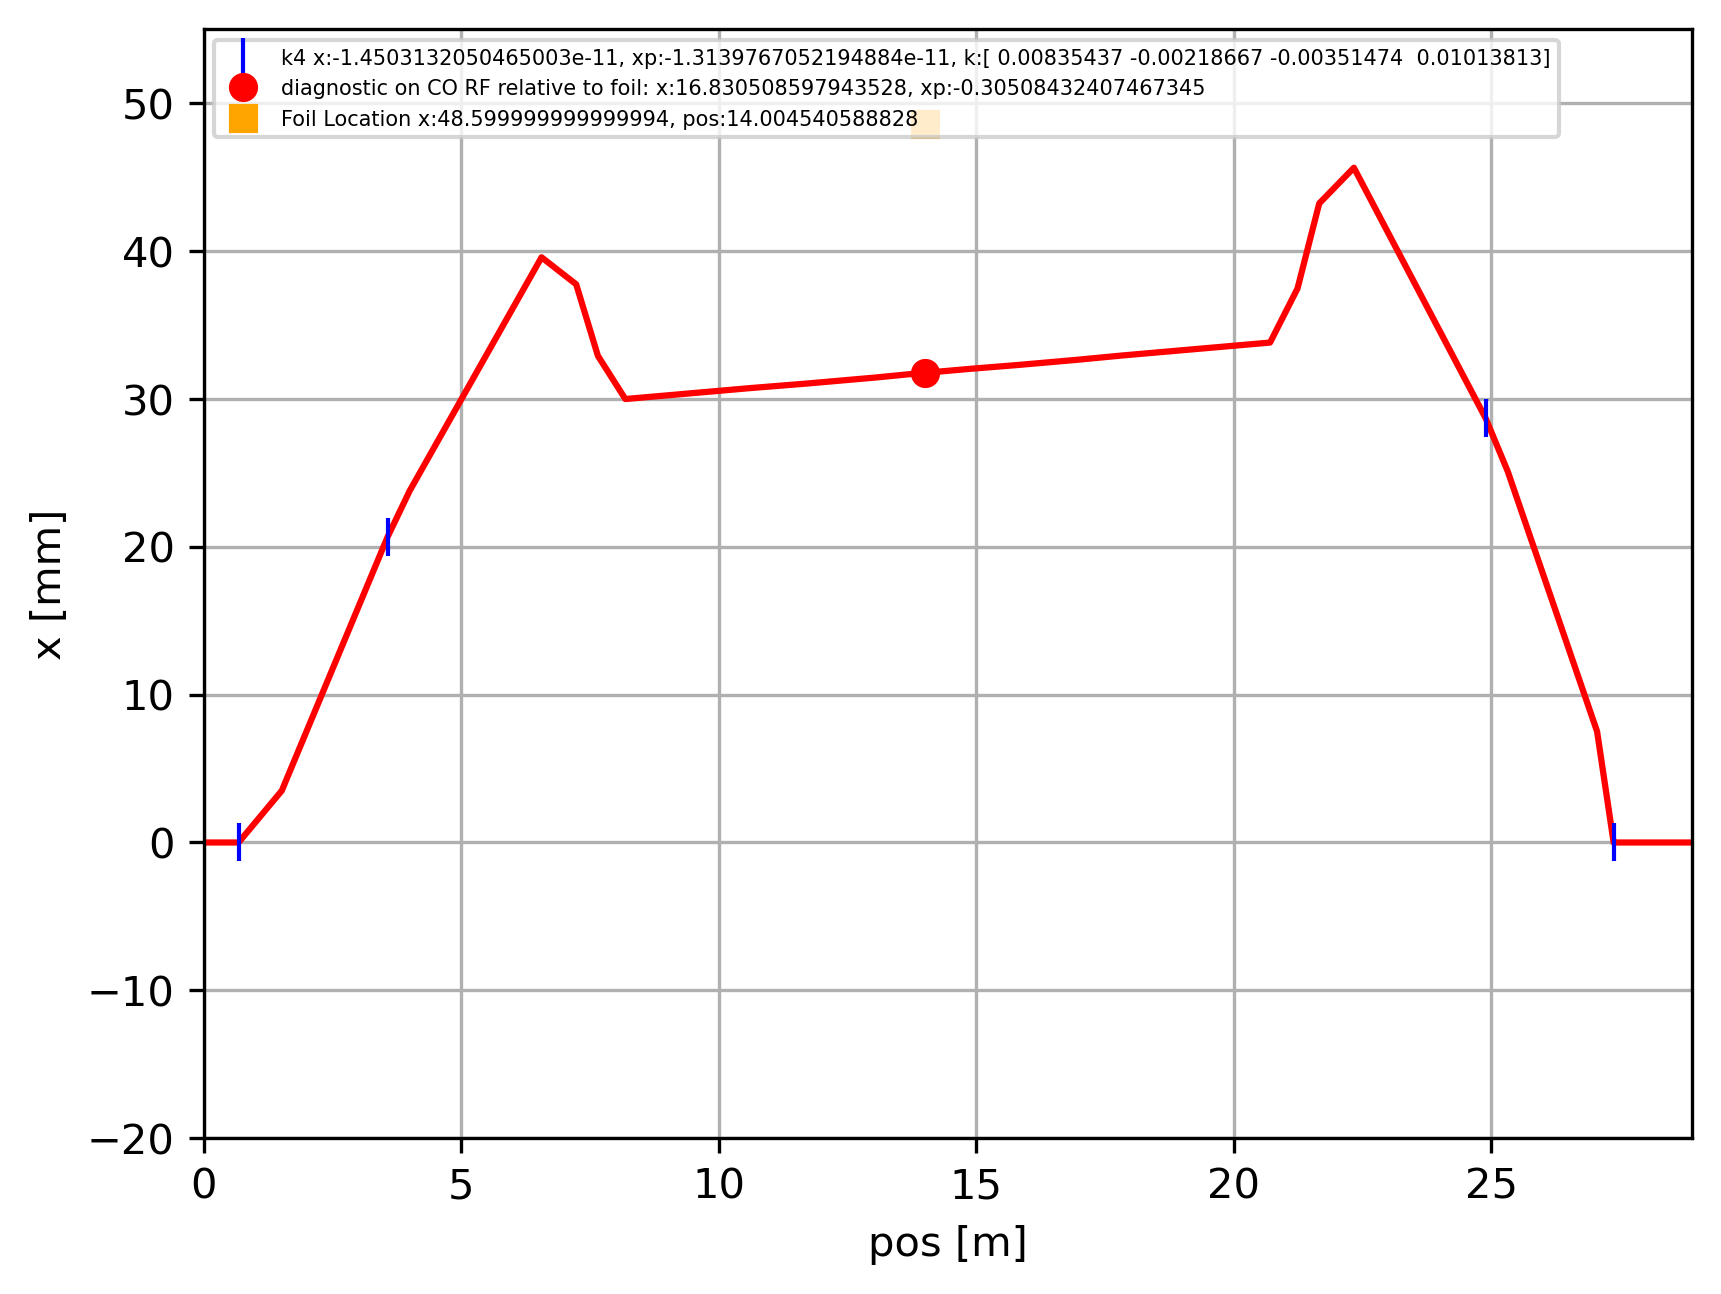 k4 x:-1.4503132050465003e-11, xp:-1.3139767052194884e-11, k:[ 0.00835437 -0.00218667 -0.00351474  0.01013813]
diagnostic on CO RF relative to foil: x:16.830508597943528, xp:-0.30508432407467345
Foil Location x:48.599999999999994, pos:14.004540588828
50
40
30
20
10
0
−10
−20
x [mm]
0 5 10 15 20 25
pos [m]